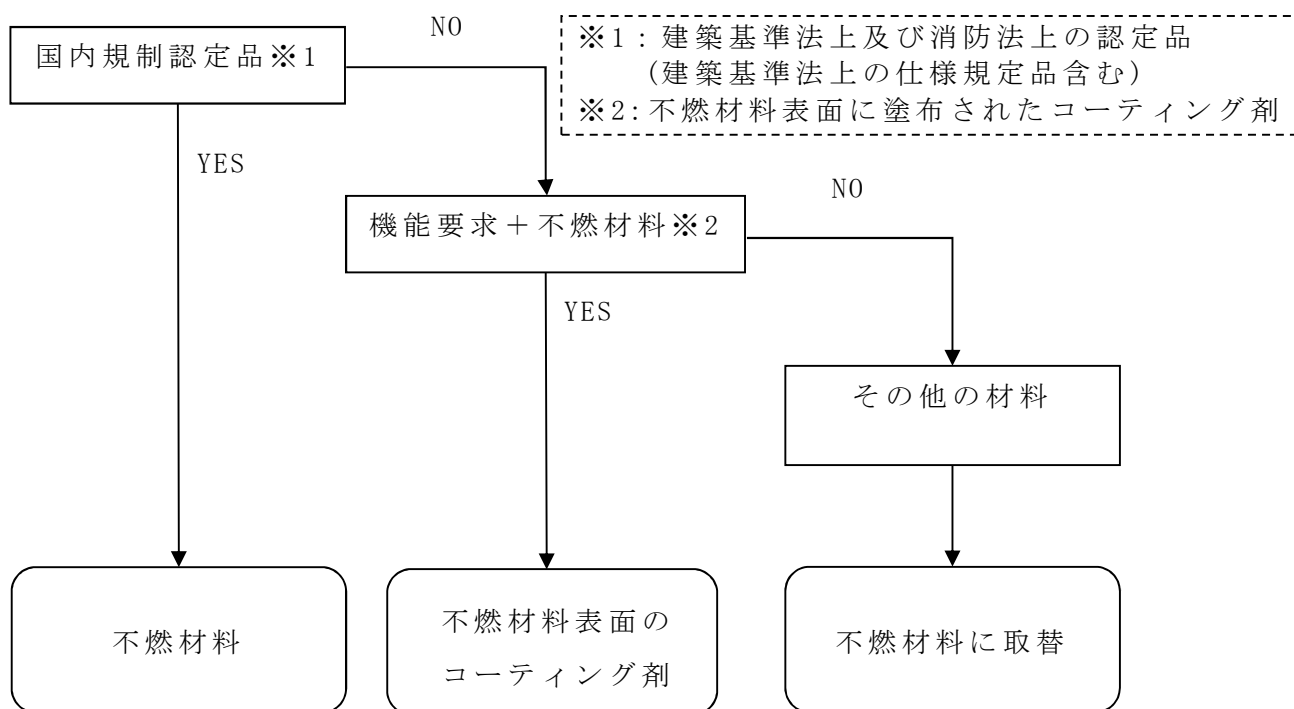 国内規制認定品※1
NO
※1：建築基準法上及び消防法上の認定品
(建築基準法上の仕様規定品含む)
※2:不燃材料表面に塗布されたコーティング剤
YES
機能要求＋不燃材料※2
NO
YES
その他の材料
不燃材料
不燃材料表面の
コーティング剤
不燃材料に取替